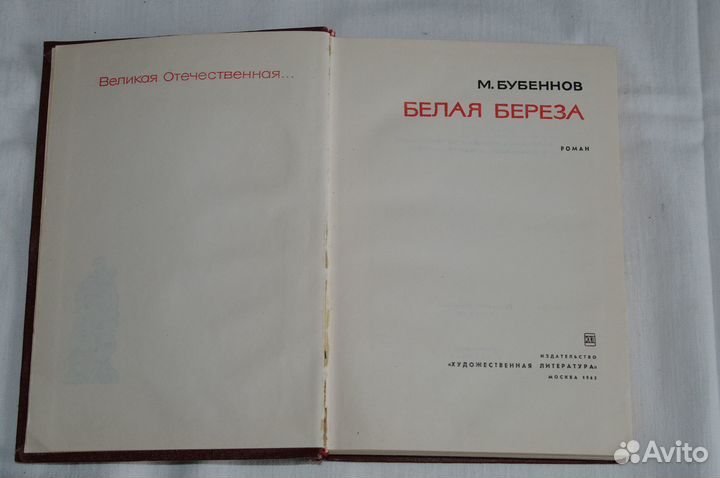 Великая Отечественная...
М. БУБЕННОВ
БЕЛАЯ БЕРЕЗА
РОМАН
ИЗДАТЕЛЬСТВО
«ХУДОЖЕСТВЕННАЯ ЛИТЕРАТУРА»
МОСКВА
Avito